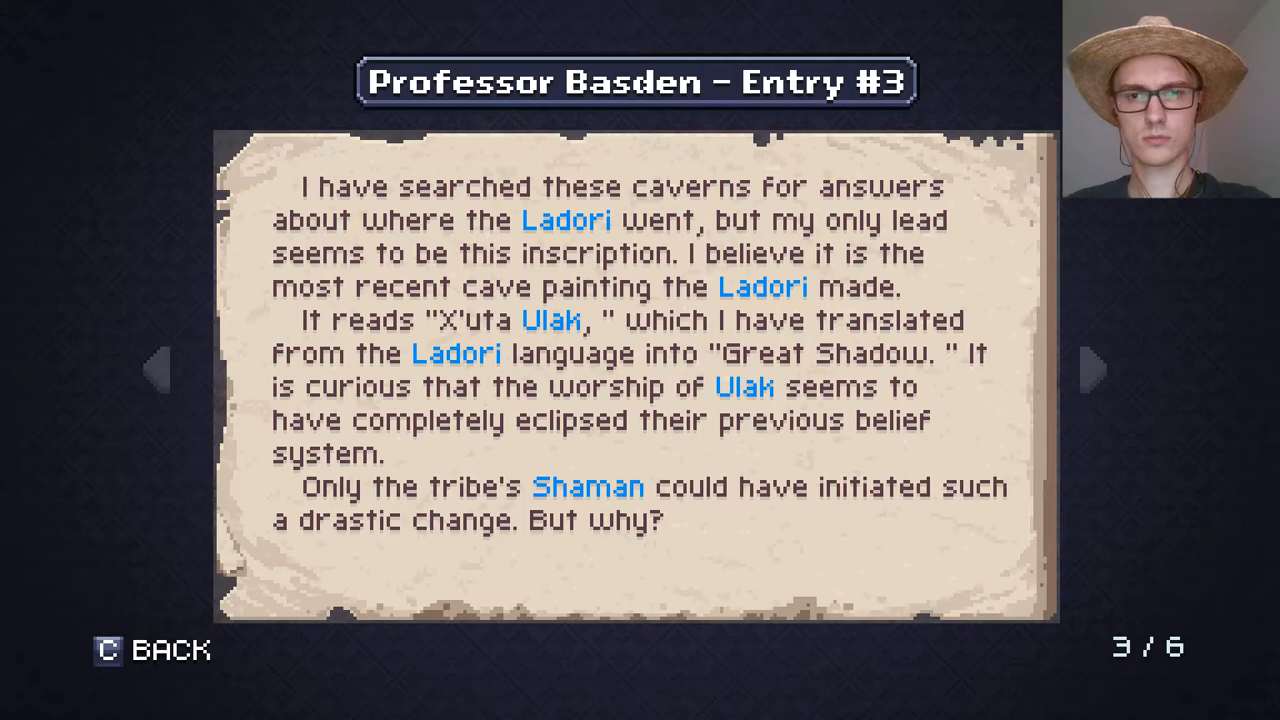 Professor Basden - Entry #3
I have searched these caverns for answers
about where the Ladori went, but my only lead
seems to be this inscription. I believe it is the
most recent cave painting the Ladori made.
It reads "X'uta Ulak, " which I have translated
from the Ladori language into "Great Shadow. " It
is curious that the worship of Ulak seems to
have completely eclipsed their previous belief
system.
Only the tribe's Shaman could have initiated such
a drastic change. But why?
C BACK
3 / 6